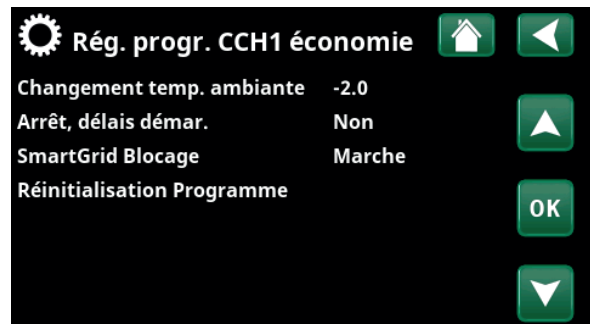 Rég. progr. CCH1 économie
Changement temp. ambiante -2.0
Arrêt, délais démar. Non
SmartGrid Blocage Marche
Réinitialisation Programme
OK